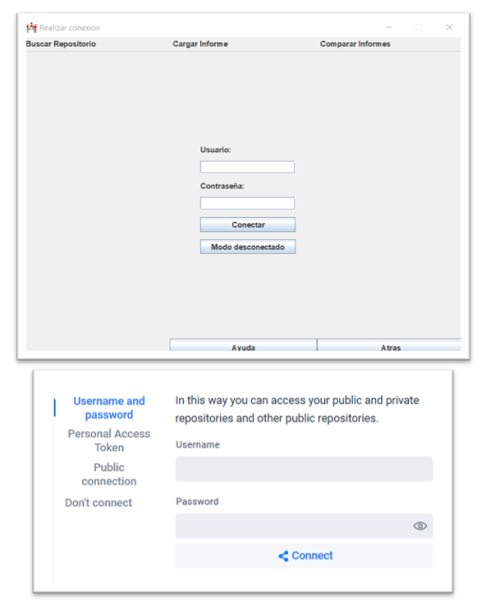 Realizar conexion
Buscar Repositorio Cargar Informe Comparar Informes
Usuario:
Contraseña:
Conectar
Modo desconectado
Ayuda Atras
Username and
password
Personal Access
Token
Public
connection
Don't connect
In this way you can access your public and private
repositories and other public repositories.
Username
Password
Connect